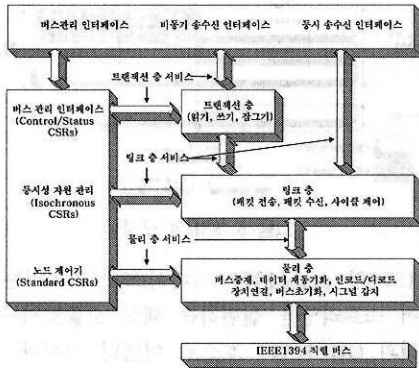 버스관리 인터페이스
비동기 송수신 인터페이스
동시 송수신 인터페이스
트랜잭션 층 서비스
버스 관리 인터페이스
(Control/Status
CSRs)
트랜잭션 층
(읽기, 쓰기, 잠그기)
링크 층 서비스
동시성 자원 관리
(Isochronous
CSRs)
링크 층
(패킷 전송, 패킷 수신, 사이클 제어)
물리 층 서비스
노드 제어기
(Standard CSRs)
물리 층
버스중재, 데이터 재동기화, 인코드/디코드
장치연결, 버스초기화, 시그널 감지
IEEE1394 직렬 버스